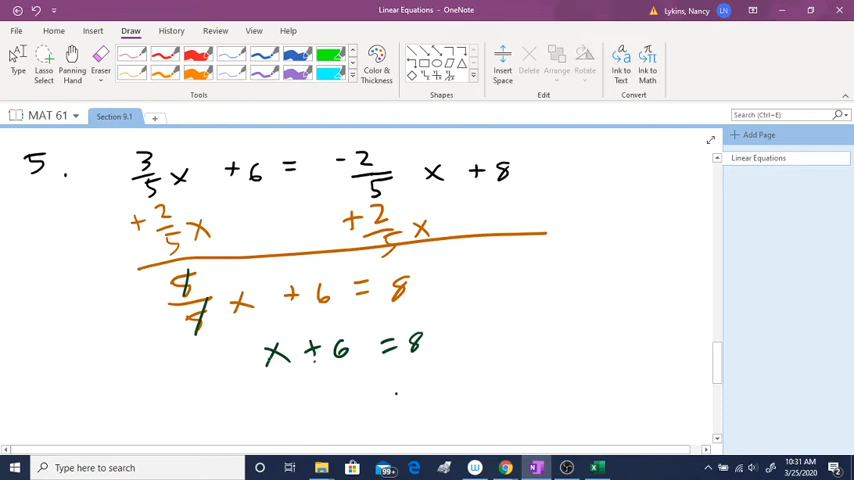 Linear Equations - OneNote
Lykins, Nancy
LN
File Home Insert Draw History Review View Help
Type
Lasso Select
Panning Hand
Eraser
Color & Thickness
Insert Space
Delete
Arrange
Rotate
Ink to Text
Ink to Math
Tools
Shapes
Edit
Convert
MAT 61
Section 9.1
+
Search (Ctrl+E)
Add Page
Linear Equations
5. 3/5 x + 6 = -2/5 x + 8
+ 2/5 x + 2/5 x
5/5 x + 6 = 8
x + 6 = 8
Type here to search
99+
10:31 AM
3/25/2020